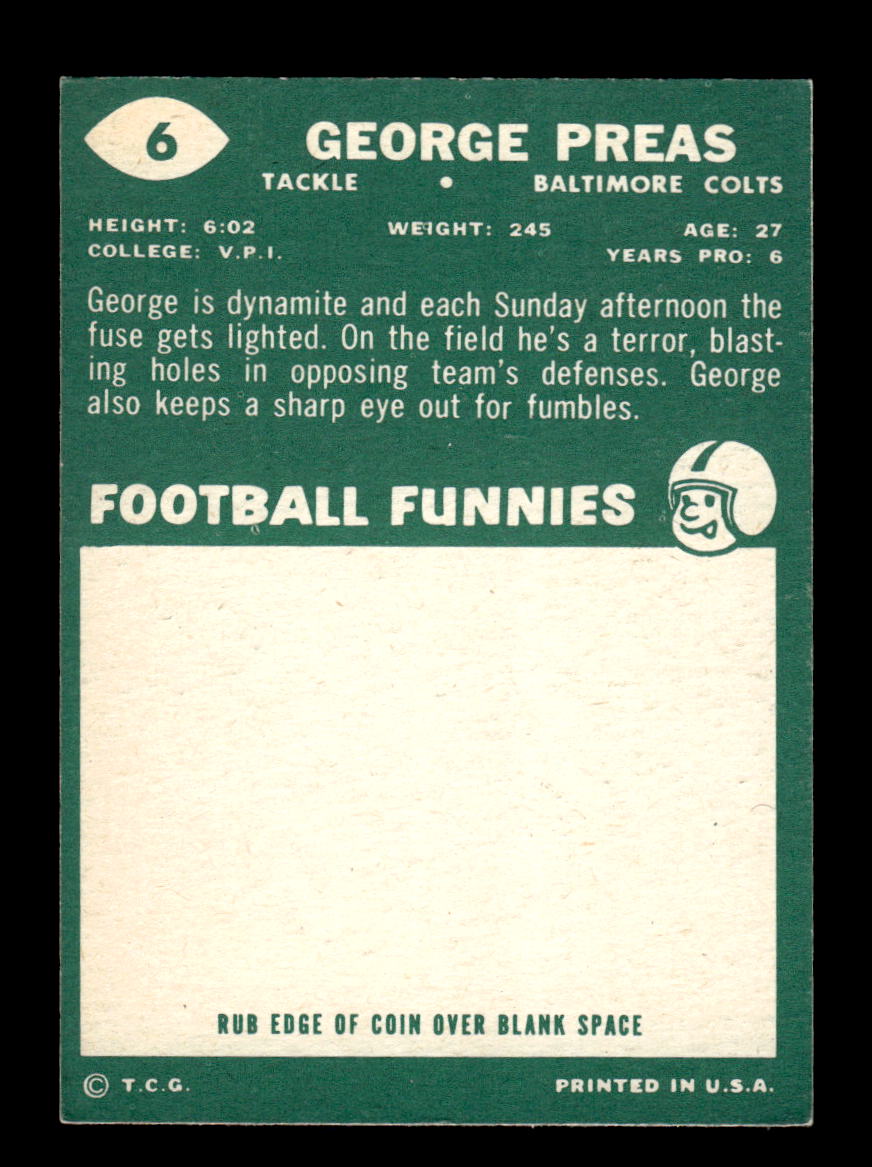 6
GEORGE PREAS
TACKLE • BALTIMORE COLTS
HEIGHT: 6:02 WEIGHT: 245 AGE: 27
COLLEGE: V.P.I. YEARS PRO: 6
George is dynamite and each Sunday afternoon the
fuse gets lighted. On the field he's a terror, blast-
ing holes in opposing team's defenses. George
also keeps a sharp eye out for fumbles.
FOOTBALL FUNNIES
RUB EDGE OF COIN OVER BLANK SPACE
© T.C.G. PRINTED IN U.S.A.